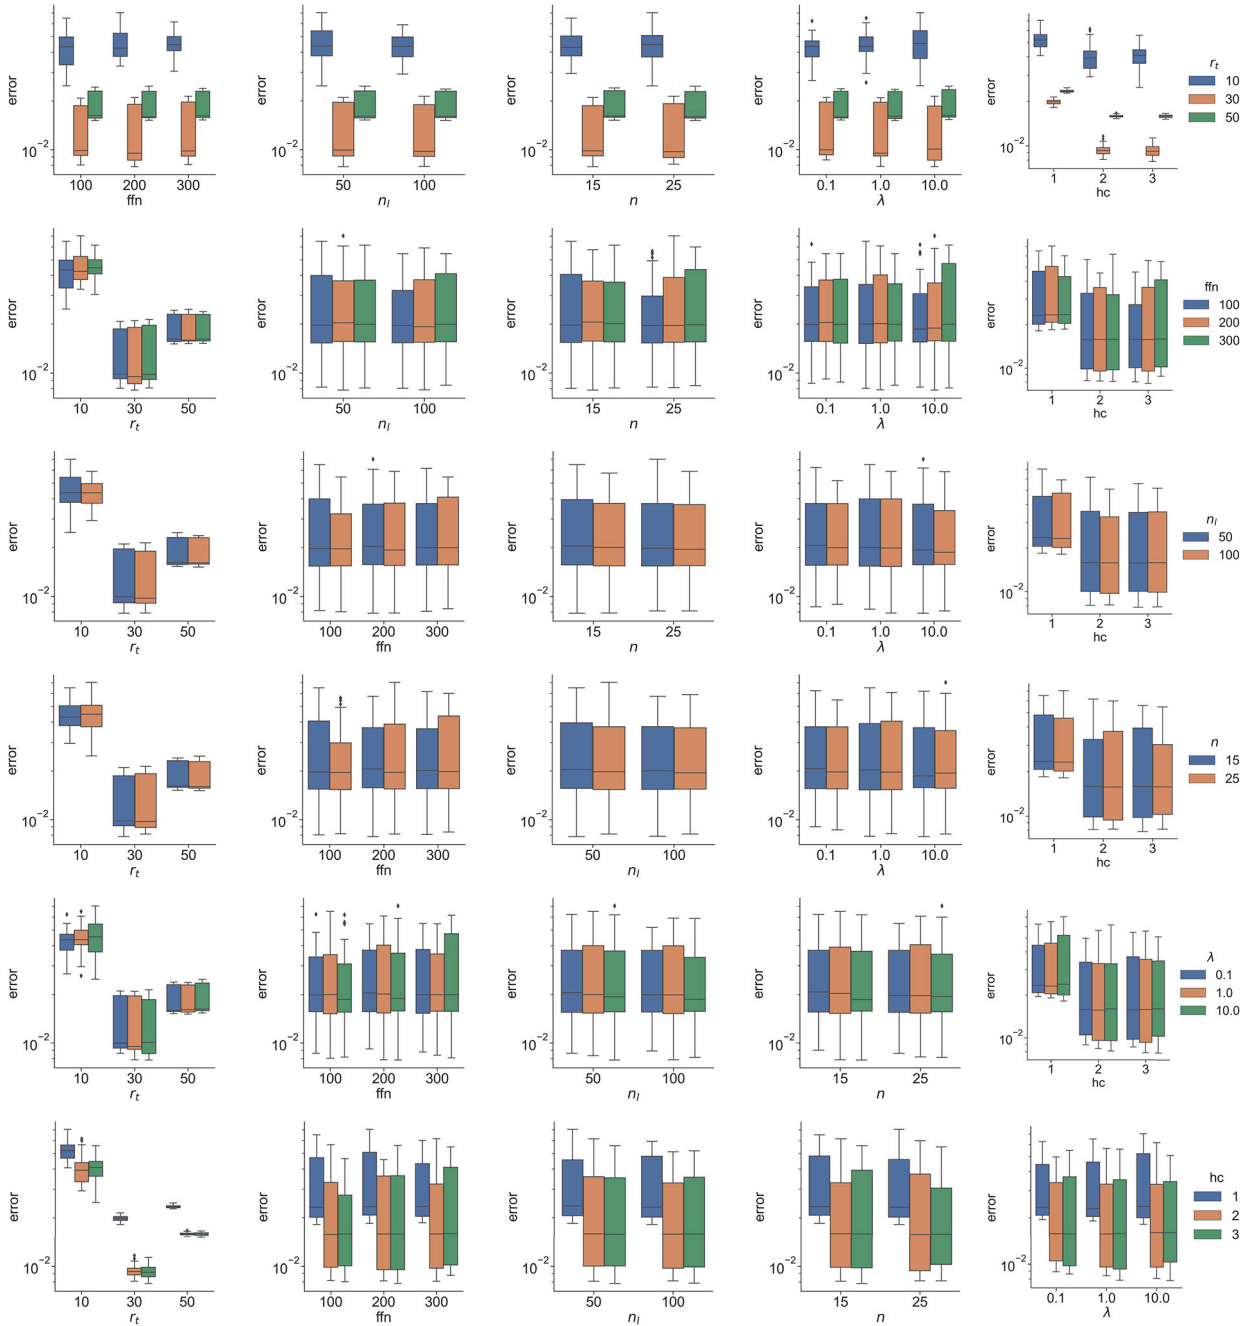 error
10⁻²
100 200 300
ffn
error
10⁻²
50 100
n_l
error
10⁻²
15 25
n
error
10⁻²
0.1 1.0 10.0
λ
error
10⁻²
1 2 3
hc
r_t
10
30
50
error
10⁻²
10 30 50
r_t
error
10⁻²
50 100
n_l
error
10⁻²
15 25
n
error
10⁻²
0.1 1.0 10.0
λ
error
10⁻²
1 2 3
hc
ffn
100
200
300
error
10⁻²
10 30 50
r_t
error
10⁻²
100 200 300
ffn
error
10⁻²
15 25
n
error
10⁻²
0.1 1.0 10.0
λ
error
10⁻²
1 2 3
hc
n_l
50
100
error
10⁻²
10 30 50
r_t
error
10⁻²
100 200 300
ffn
error
10⁻²
50 100
n_l
error
10⁻²
0.1 1.0 10.0
λ
error
10⁻²
1 2 3
hc
n
15
25
error
10⁻²
10 30 50
r_t
error
10⁻²
100 200 300
ffn
error
10⁻²
50 100
n_l
error
10⁻²
15 25
n
error
10⁻²
1 2 3
hc
λ
0.1
1.0
10.0
error
10⁻²
10 30 50
r_t
error
10⁻²
100 200 300
ffn
error
10⁻²
50 100
n_l
error
10⁻²
15 25
n
error
10⁻²
0.1 1.0 10.0
λ
hc
1
2
3